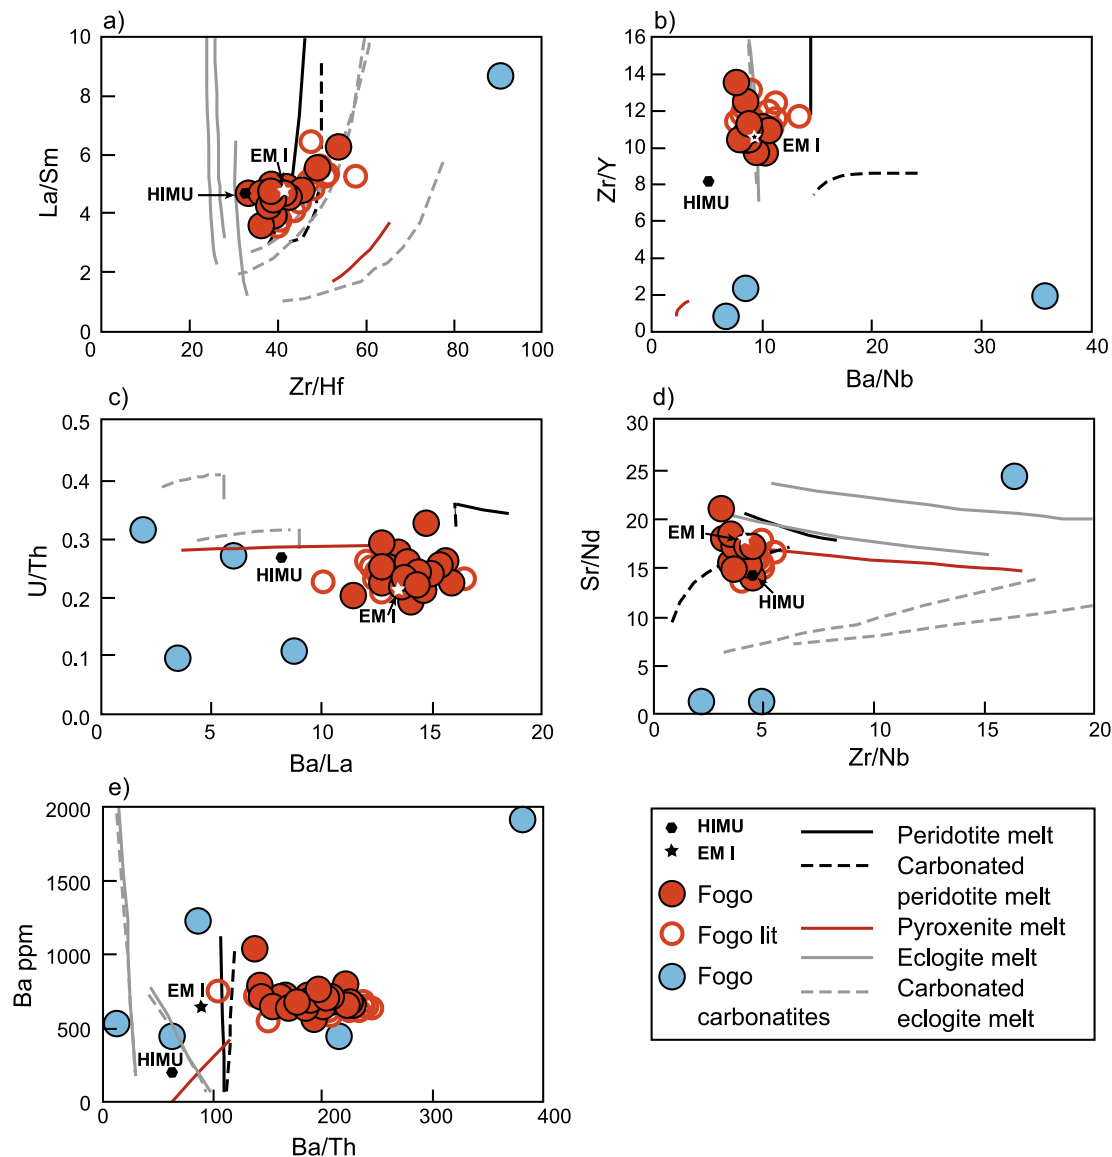 a)
10
8
6
4
2
0
La/Sm
EM I
HIMU
0
20
40
60
80
100
Zr/Hf
b)
16
14
12
10
8
6
4
2
0
Zr/Y
EM I
HIMU
0
10
20
30
40
Ba/Nb
c)
0.5
0.4
0.3
0.2
0.1
0.0
U/Th
HIMU
EM I
0
5
10
15
20
Ba/La
d)
30
25
20
15
10
5
0
Sr/Nd
EM I
HIMU
0
5
10
15
20
Zr/Nb
e)
2000
1500
1000
500
0
Ba ppm
EM I
HIMU
0
100
200
300
400
Ba/Th
HIMU
EM I
Fogo
Fogo lit
Fogo
carbonatites
Peridotite melt
Carbonated
peridotite melt
Pyroxenite melt
Eclogite melt
Carbonated
eclogite melt